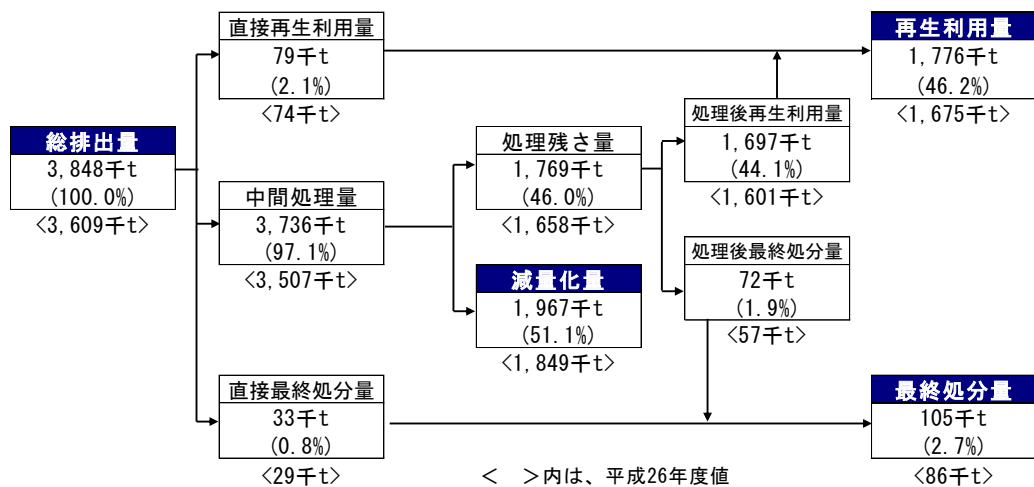 直接再生利用量
79千t
(2.1%)
<74千t>
再生利用量
1,776千t
(46.2%)
<1,675千t>
総排出量
3,848千t
(100.0%)
<3,609千t>
処理残さ量
1,769千t
(46.0%)
<1,658千t>
処理後再生利用量
1,697千t
(44.1%)
<1,601千t>
中間処理量
3,736千t
(97.1%)
<3,507千t>
減量化量
1,967千t
(51.1%)
<1,849千t>
処理後最終処分量
72千t
(1.9%)
<57千t>
直接最終処分量
33千t
(0.8%)
<29千t>
最終処分量
105千t
(2.7%)
<86千t>
<　>内は、平成26年度値